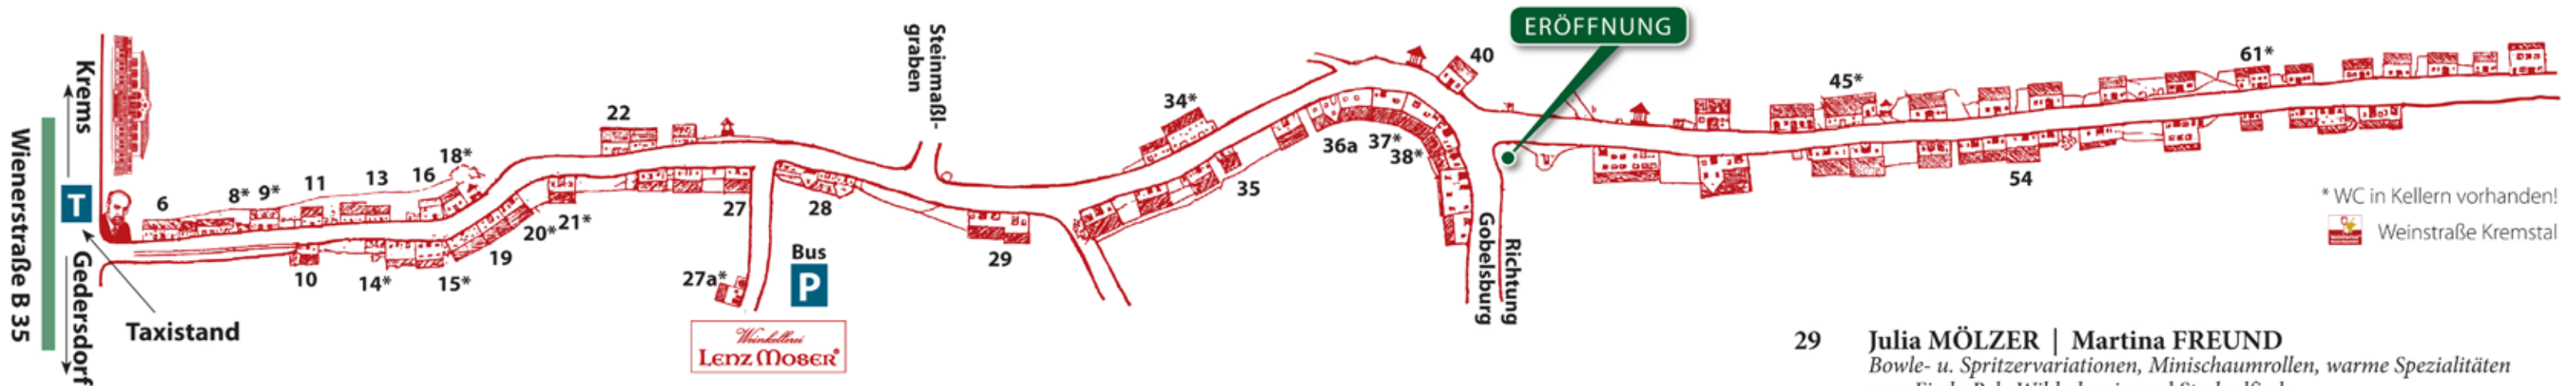 ERÖFFNUNG
Krems
Wienerstraße B 35
T
Gedersdorf
Taxistand
6
8*
9*
11
13
16
18*
10
14*
15*
19
20*
21*
22
27
27a*
28
Bus
P
Weinkellerei
LENZ MOSER®
Steinmaßl-
graben
29
34*
35
36a
37*
38*
40
Richtung
Gobelsburg
45*
54
61*
* WC in Kellern vorhanden!
Weinstraße Kremstal
29 Julia MÖLZER | Martina FREUND
Bowle- u. Spritzervariationen, Minischaumrollen, warme Spezialitäten